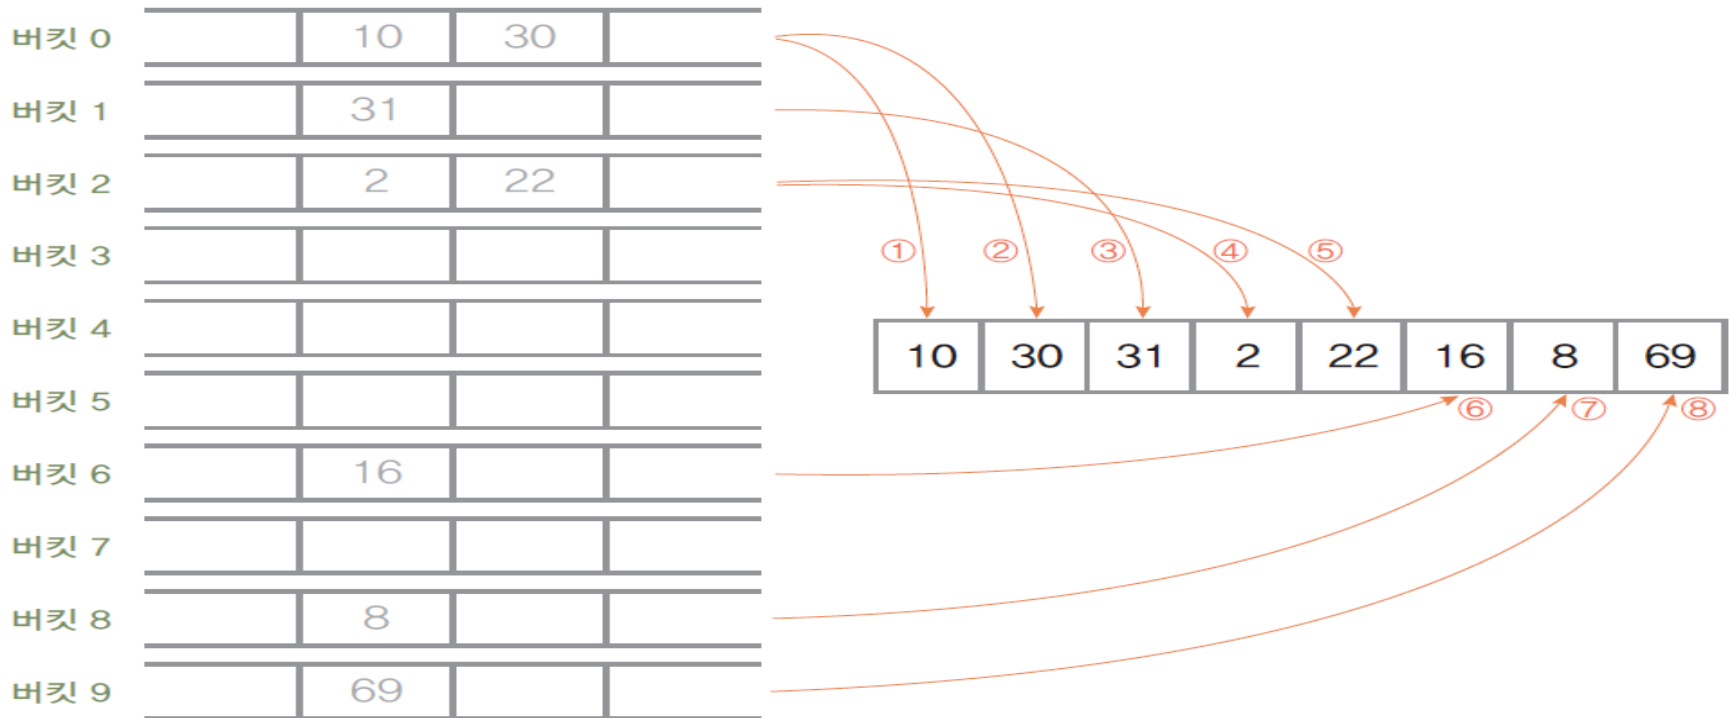 버킷 0 10 30
버킷 1 31
버킷 2 2 22
버킷 3
① ② ③ ④ ⑤
버킷 4
10 30 31 2 22 16 8 69
버킷 5
⑥ ⑦ ⑧
버킷 6 16
버킷 7
버킷 8 8
버킷 9 69